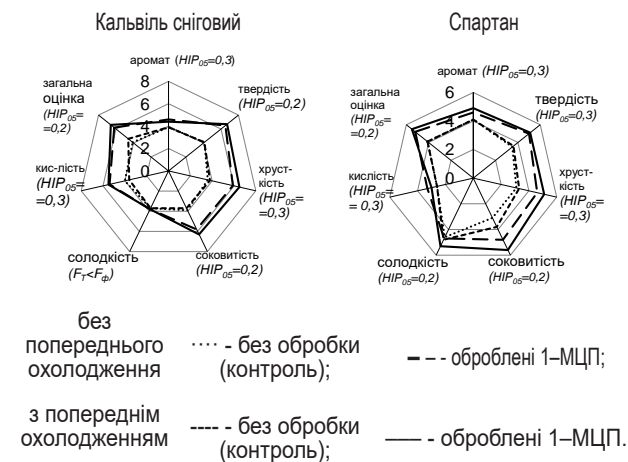 Кальвіль сніговий
аромат (НІР05=0,3)
8
6
4
2
0
твердість
(НІР05=0,2)
хруст-
кість
(НІР05=
=0,3)
соковитість
(НІР05=0,2)
солодкість
(FТ<Fф)
кис-лість
(НІР05=
=0,3)
загальна
оцінка
(НІР05=
=0,2)
Спартан
аромат (НІР05=0,3)
6
4
2
0
твердість
(НІР05=0,3)
хруст-
кість
(НІР05=
=0,3)
соковитість
(НІР05=0,2)
солодкість
(НІР05=0,2)
кислість
(НІР05=
= 0,3)
загальна
оцінка
(НІР05=
=0,2)
без
попереднього
охолодження
···· - без обробки
(контроль);
– – - оброблені 1–МЦП;
з попереднім
охолодженням
---- - без обробки
(контроль);
—– - оброблені 1–МЦП.